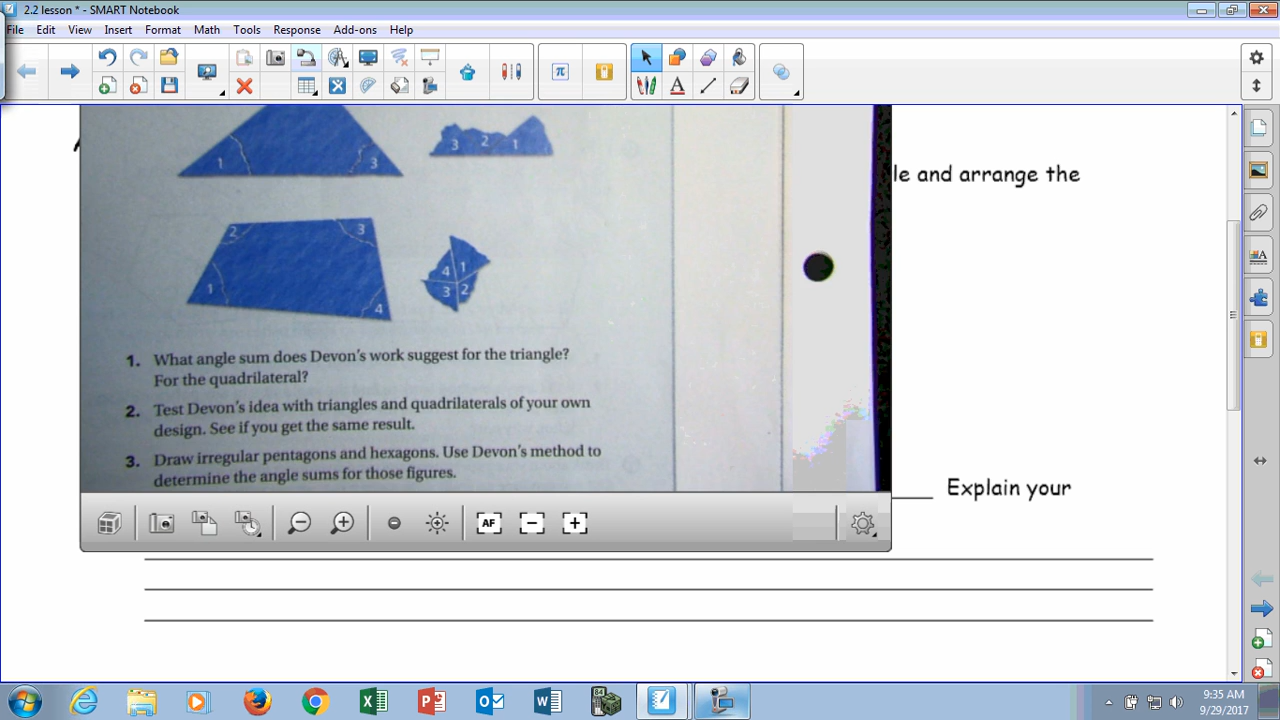 2.2 lesson * - SMART Notebook
File Edit View Insert Format Math Tools Response Add-ons Help
le and arrange the
1 3
3 2 1
2 3
1 4
4 1
3 2
1. What angle sum does Devon's work suggest for the triangle?
For the quadrilateral?
2. Test Devon's idea with triangles and quadrilaterals of your own
design. See if you get the same result.
3. Draw irregular pentagons and hexagons. Use Devon's method to
determine the angle sums for those figures.
Explain your
AF
9:35 AM
9/29/2017